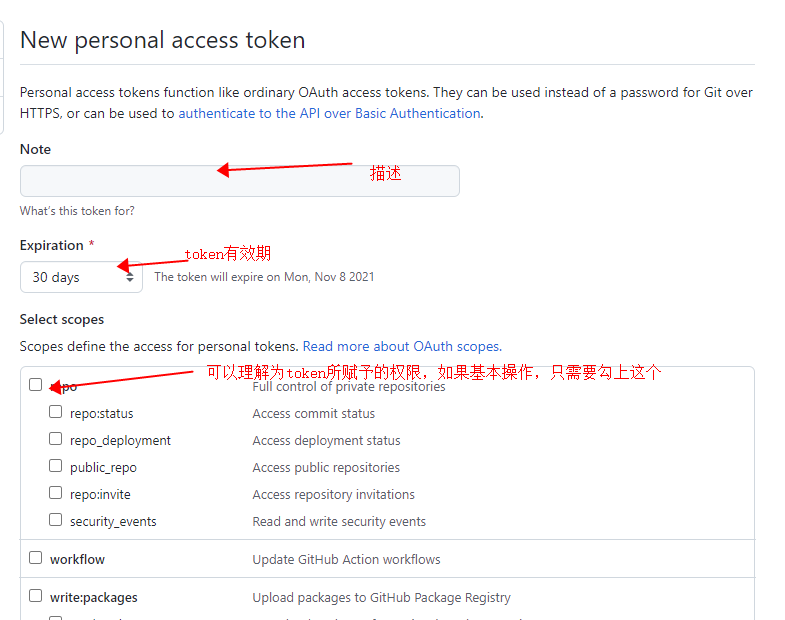 New personal access token
Personal access tokens function like ordinary OAuth access tokens. They can be used instead of a password for Git over
HTTPS, or can be used to authenticate to the API over Basic Authentication.
Note
描述
What's this token for?
Expiration *
token有效期
30 days
The token will expire on Mon, Nov 8 2021
Select scopes
Scopes define the access for personal tokens. Read more about OAuth scopes.
可以理解为token所赋予的权限，如果基本操作，只需要勾上这个
repo Full control of private repositories
repo:status Access commit status
repo_deployment Access deployment status
public_repo Access public repositories
repo:invite Access repository invitations
security_events Read and write security events
workflow Update GitHub Action workflows
write:packages Upload packages to GitHub Package Registry